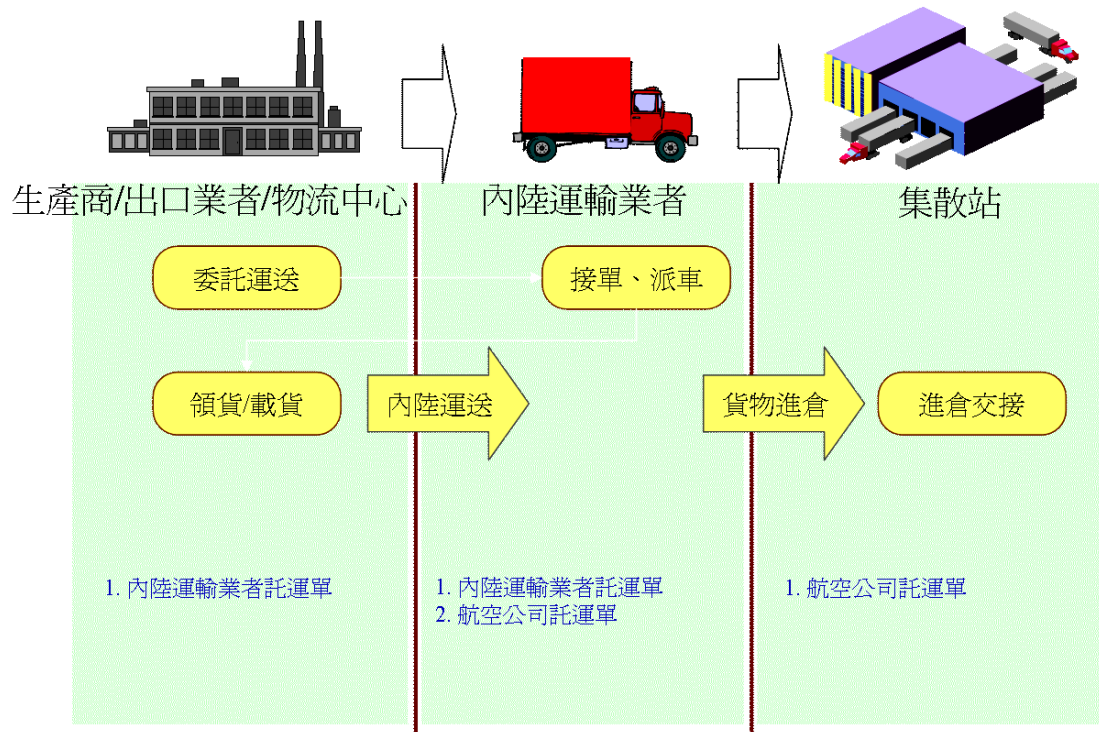 生產商/出口業者/物流中心
內陸運輸業者
集散站
委託運送
接單、派車
領貨/載貨
內陸運送
貨物進倉
進倉交接
1. 內陸運輸業者託運單
1. 內陸運輸業者託運單
2. 航空公司託運單
1. 航空公司託運單